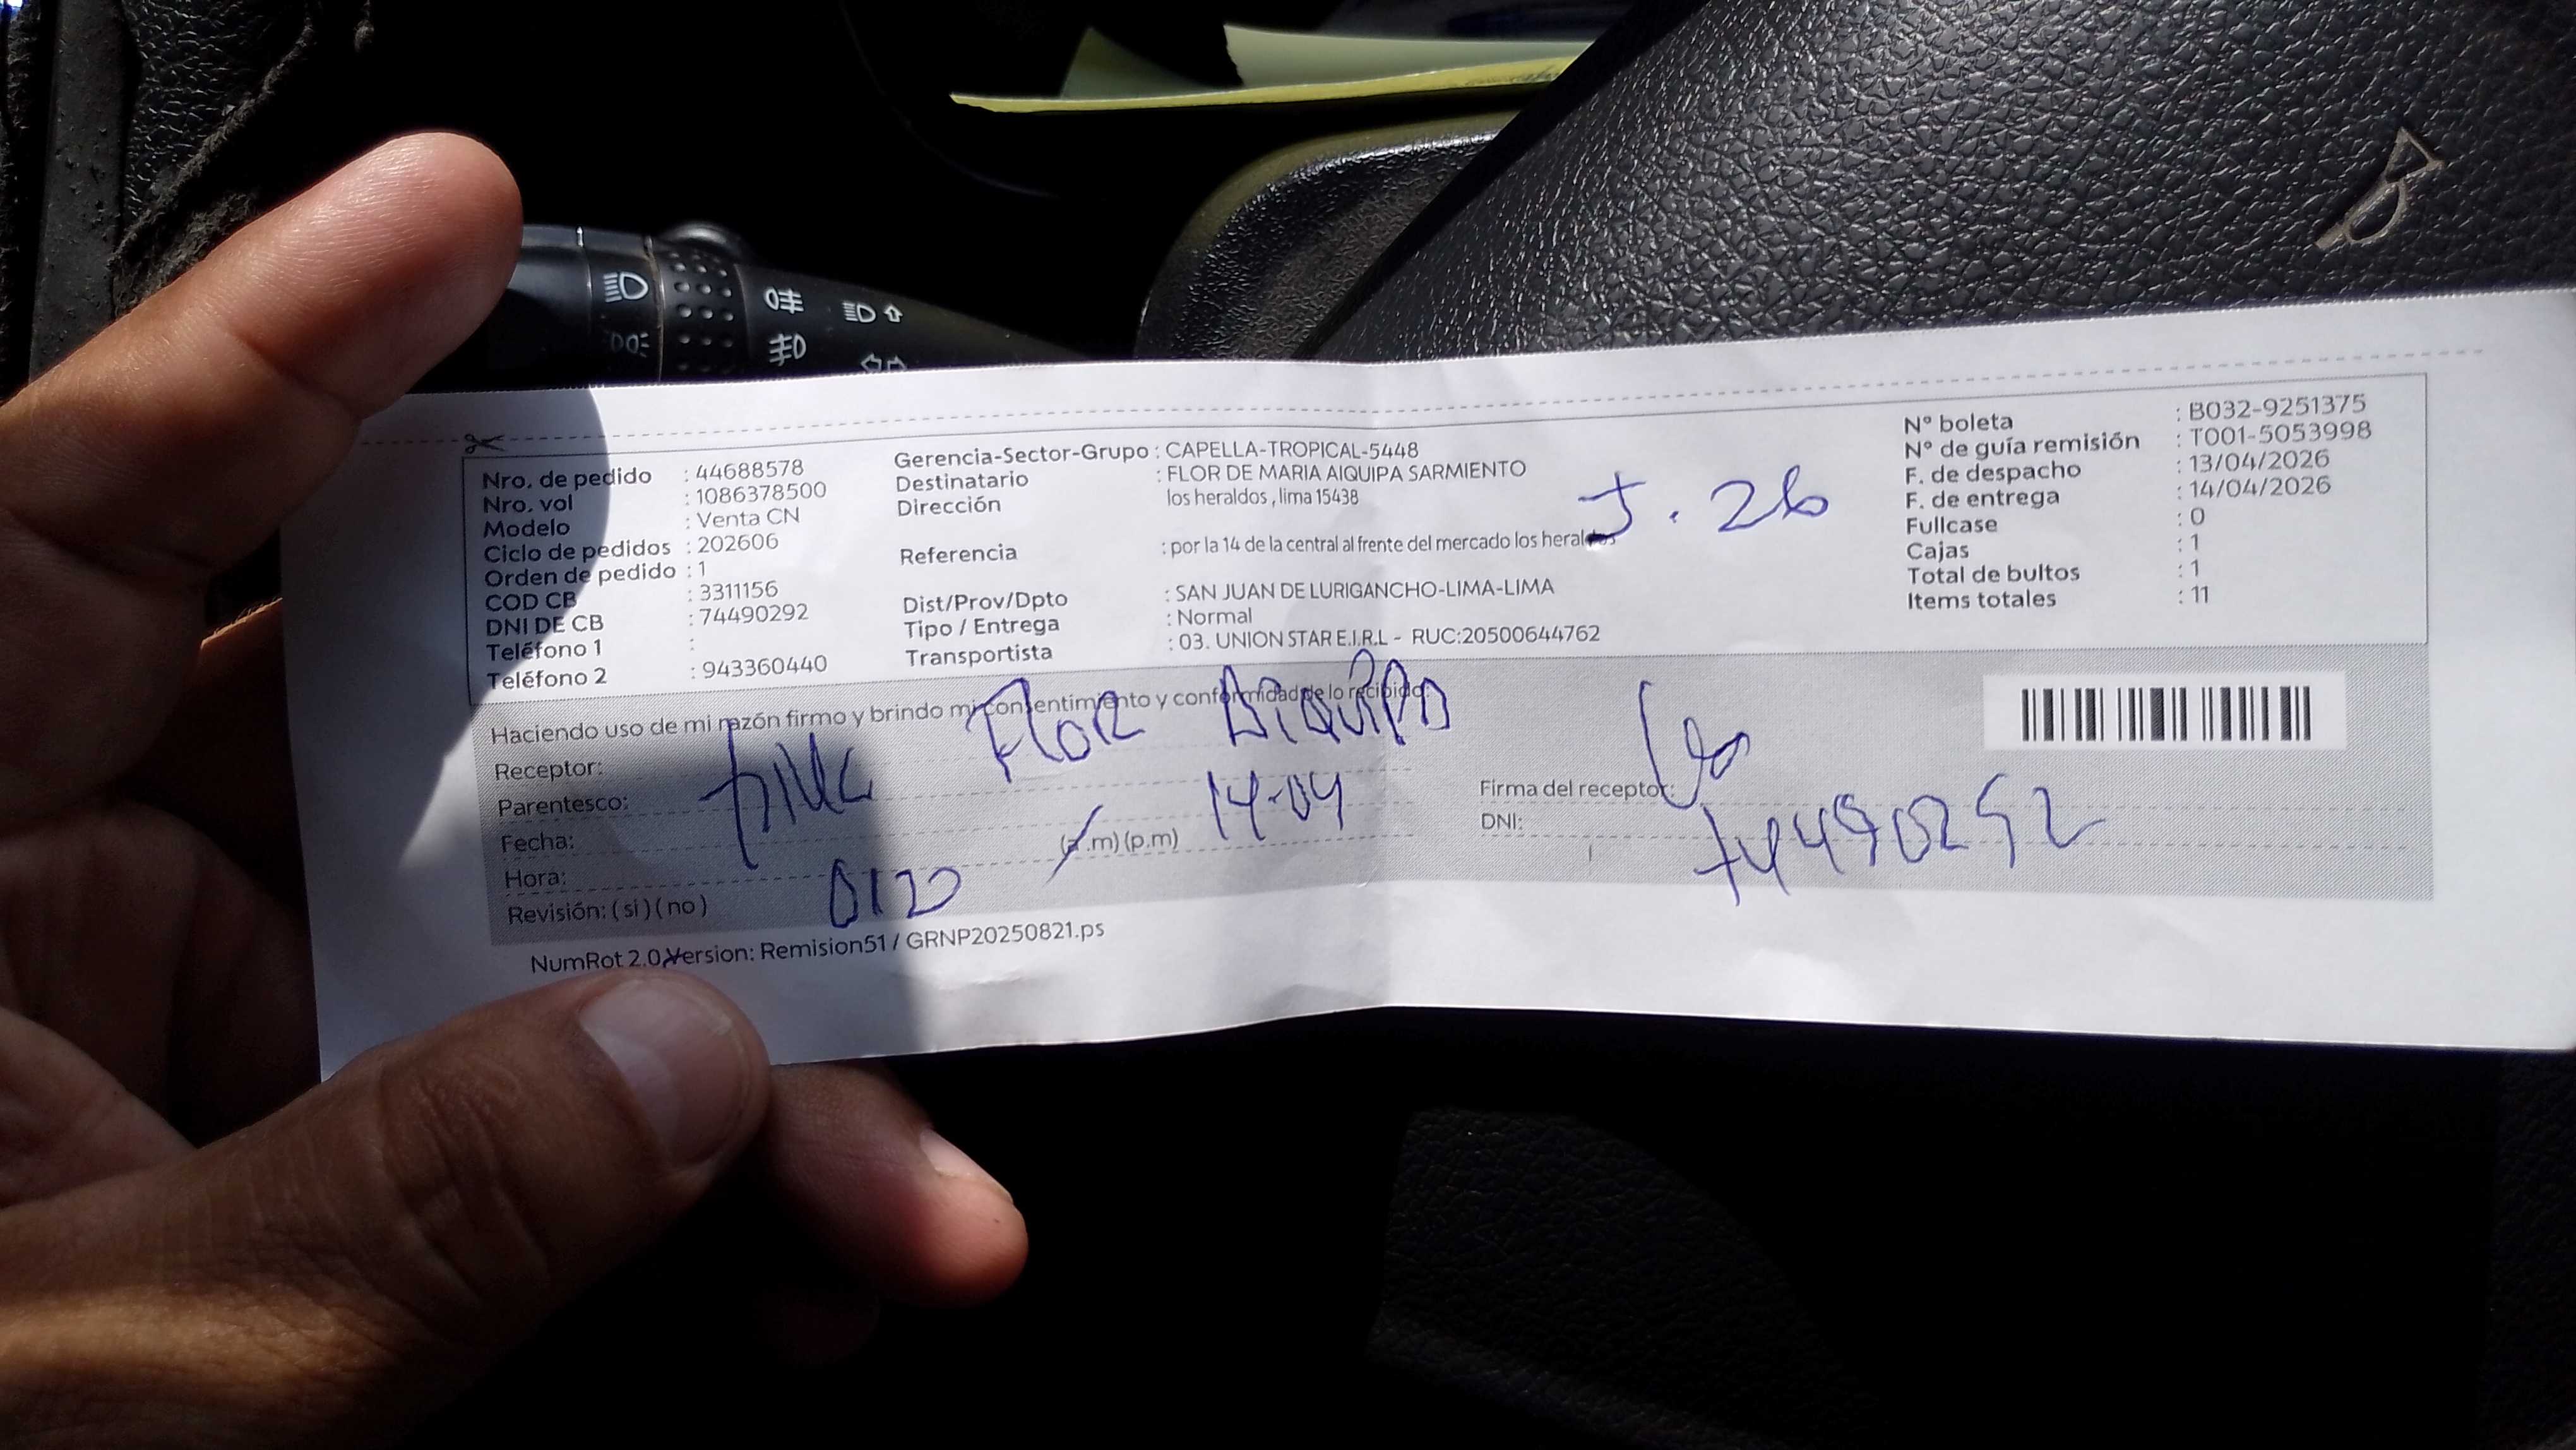 Nro. de pedido : 44688578
Nro. vol : 1086378500
Modelo : Venta CN
Ciclo de pedidos : 202606
Orden de pedido : 1
COD CB : 3311156
DNI DE CB : 74490292
Teléfono 1 :
Teléfono 2 : 943360440
Gerencia-Sector-Grupo : CAPELLA-TROPICAL-5448
Destinatario : FLOR DE MARIA AIQUIPA SARMIENTO
Dirección los heraldos , lima 15438
Referencia : por la 14 de la central al frente del mercado los heraldos
Dist/Prov/Dpto : SAN JUAN DE LURIGANCHO-LIMA-LIMA
Tipo / Entrega : Normal
Transportista : 03. UNION STAR E.I.R.L - RUC:20500644762
J. 26
N° boleta : B032-9251375
N° de guía remisión : T001-5053998
F. de despacho : 13/04/2026
F. de entrega : 14/04/2026
Fullcase : 0
Cajas : 1
Total de bultos : 1
Items totales : 11
Haciendo uso de mi razón firmo y brindo mi consentimiento y conformidad de lo recibido.
Receptor: FLOR AIQUIPA
Parentesco:
Fecha: 14-04
Hora: (a.m) (p.m)
Revisión: ( si ) ( no )
Firma del receptor:
DNI: 74490292
NumRot 2.0 Version: Remision51 / GRNP20250821.ps